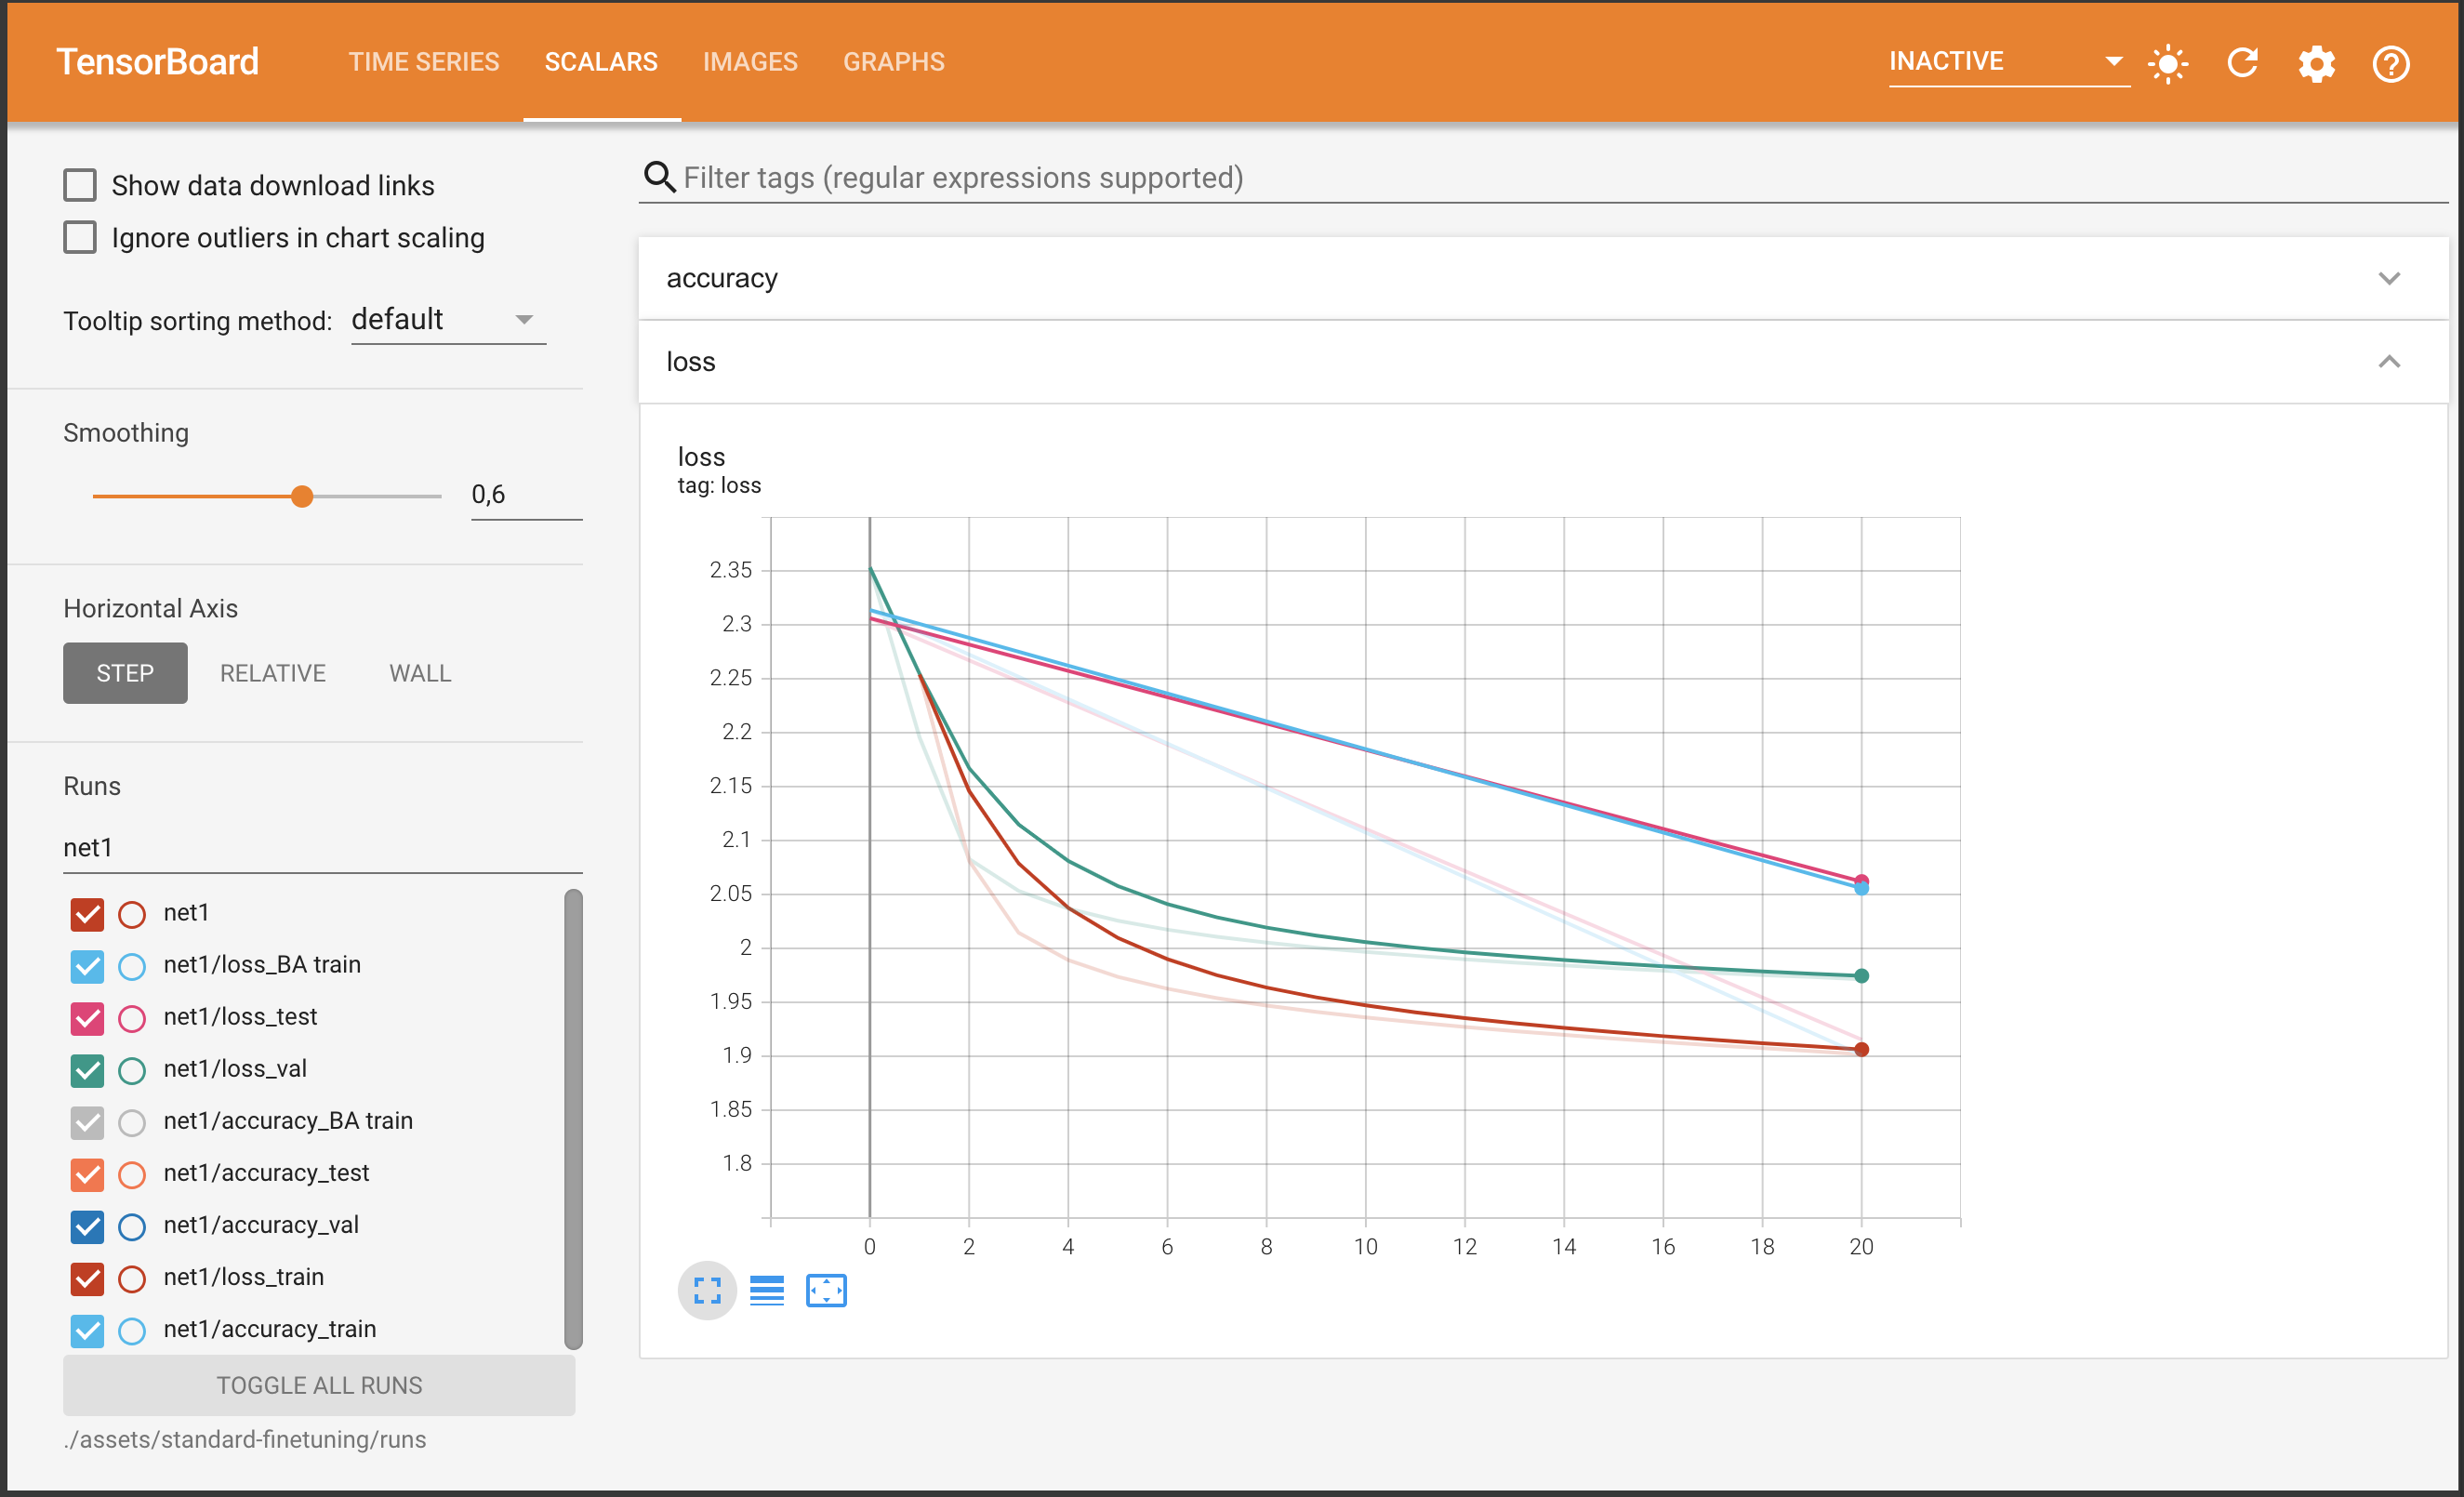 TensorBoard TIME SERIES SCALARS IMAGES GRAPHS INACTIVE
Show data download links
Ignore outliers in chart scaling
Tooltip sorting method: default
Smoothing
0,6
Horizontal Axis
STEP RELATIVE WALL
Runs
net1
net1
net1/loss_BA train
net1/loss_test
net1/loss_val
net1/accuracy_BA train
net1/accuracy_test
net1/accuracy_val
net1/loss_train
net1/accuracy_train
TOGGLE ALL RUNS
./assets/standard-finetuning/runs
Filter tags (regular expressions supported)
accuracy
loss
loss
tag: loss
2.35
2.3
2.25
2.2
2.15
2.1
2.05
2
1.95
1.9
1.85
1.8
0 2 4 6 8 10 12 14 16 18 20